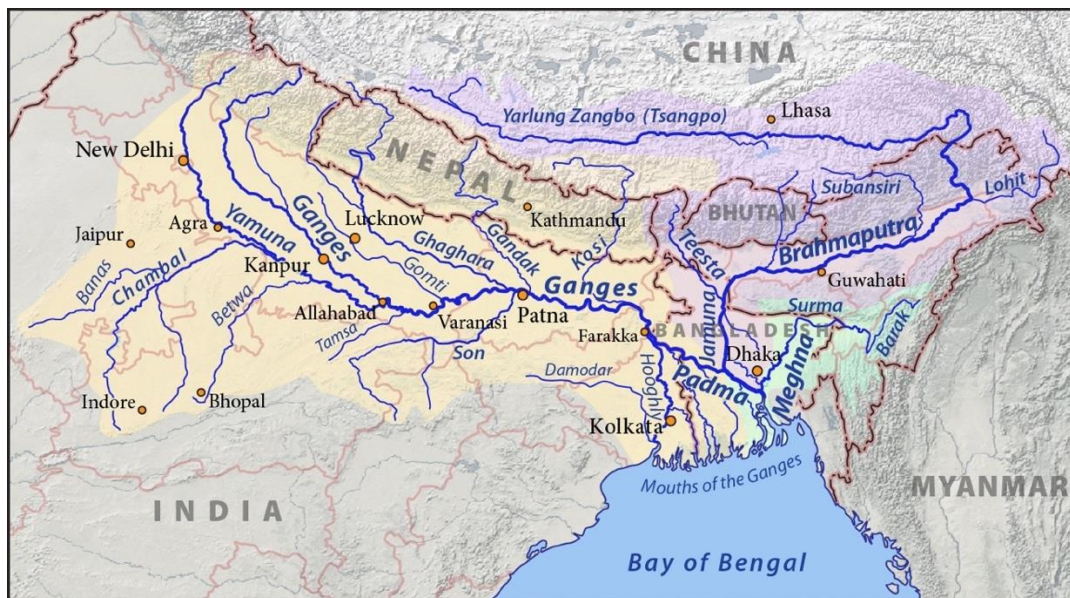 CHINA
Yarlung Zangbo (Tsangpo)
Lhasa
New Delhi
NEPAL
Subansiri
Lohit
BHUTAN
Kathmandu
Lucknow
Agra
Yamuna
Ganges
Jaipur
Ghaghara
Gandak
Kosi
Teesta
Brahmaputra
Kanpur
Gomti
Guwahati
Banas
Chambal
Betwa
Ganges
Jamuna
Allahabad
Varanasi
Patna
Surma
Tamsa
Farakka
BANGLADESH
Barak
Son
Dhaka
Meghna
Damodar
Hooghly
Padma
Indore
Bhopal
Kolkata
Mouths of the Ganges
MYANMAR
INDIA
Bay of Bengal